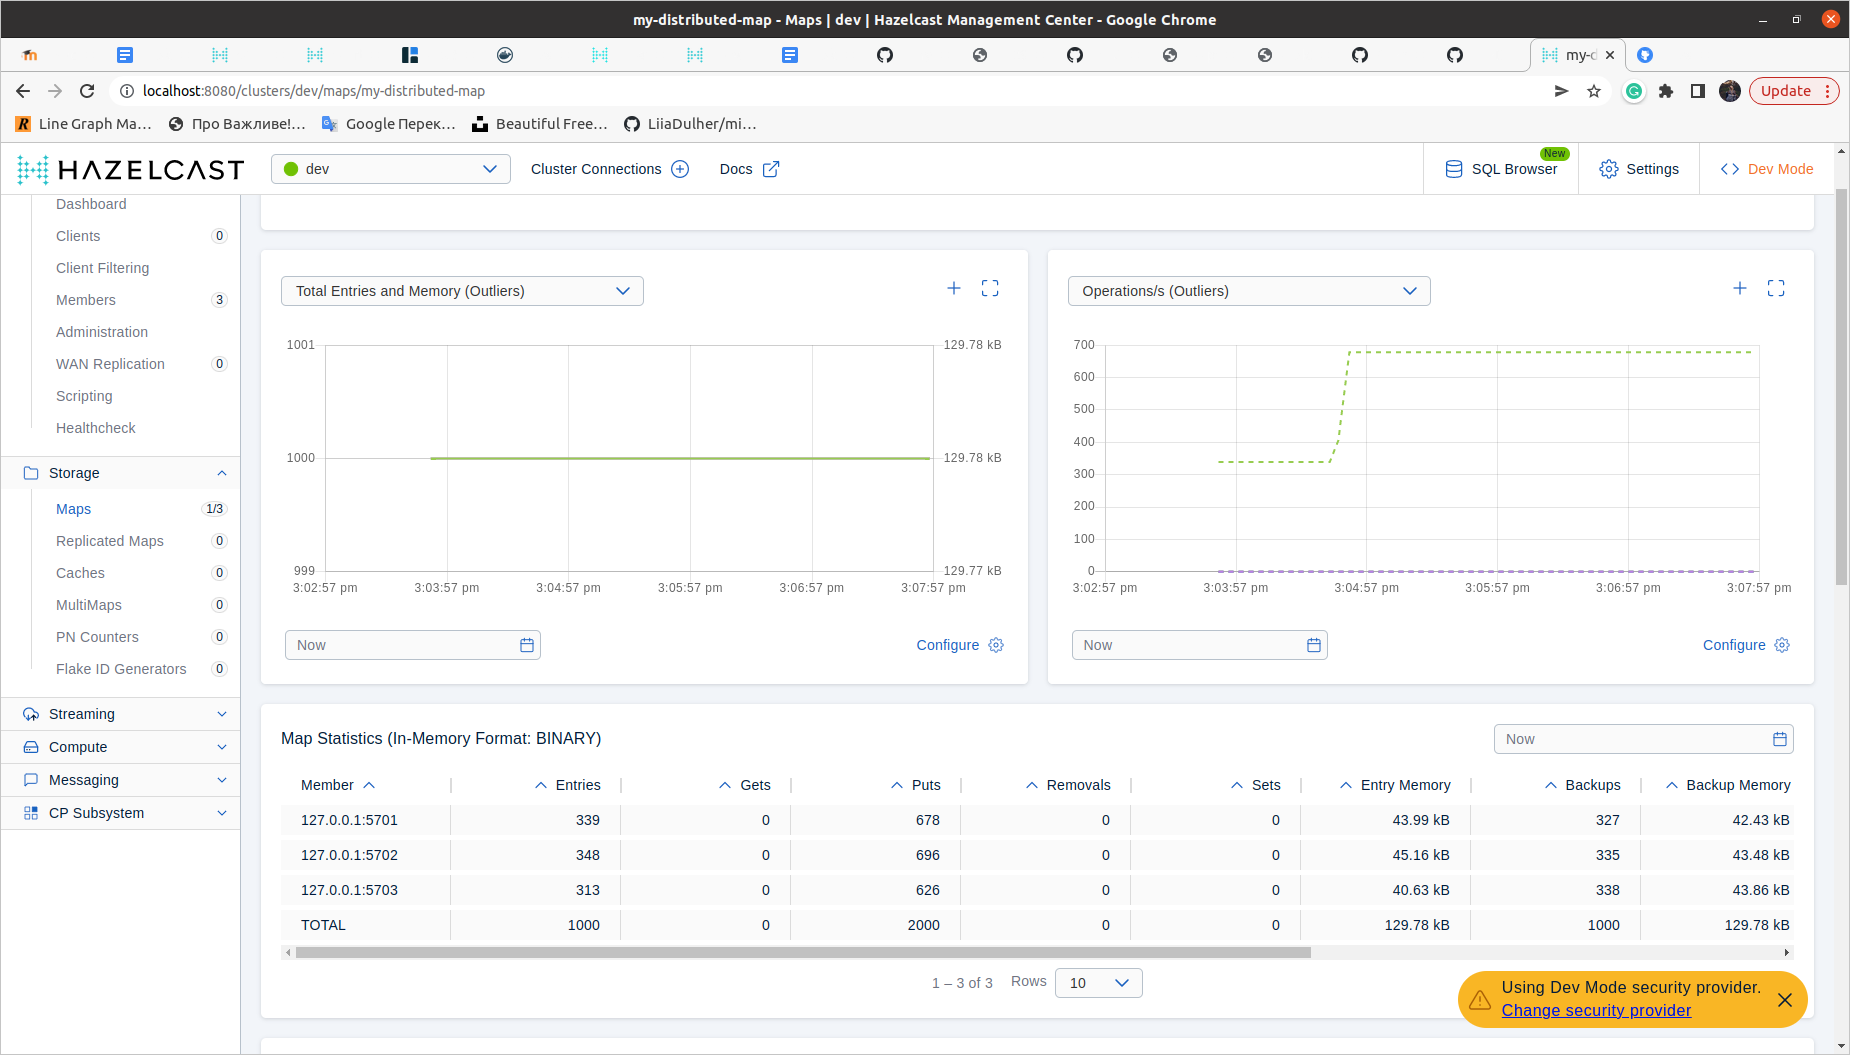 my-distributed-map - Maps | dev | Hazelcast Management Center - Google Chrome
my-d
localhost:8080/clusters/dev/maps/my-distributed-map
Update
Line Graph Ma...
Про Важливе!...
Google Перек...
Beautiful Free...
LiiaDulher/mi...
HAZELCAST
dev
Cluster Connections
Docs
New
SQL Browser
Settings
Dev Mode
Dashboard
Clients 0
Client Filtering
Members 3
Administration
WAN Replication 0
Scripting
Healthcheck
Storage
Maps 1/3
Replicated Maps 0
Caches 0
MultiMaps 0
PN Counters 0
Flake ID Generators 0
Streaming
Compute
Messaging
CP Subsystem
Total Entries and Memory (Outliers)
1001 129.78 kB
1000 129.78 kB
999 129.77 kB
3:02:57 pm 3:03:57 pm 3:04:57 pm 3:05:57 pm 3:06:57 pm 3:07:57 pm
Now
Configure
Operations/s (Outliers)
700
600
500
400
300
200
100
0
3:02:57 pm 3:03:57 pm 3:04:57 pm 3:05:57 pm 3:06:57 pm 3:07:57 pm
Now
Configure
Map Statistics (In-Memory Format: BINARY)
Now
Member Entries Gets Puts Removals Sets Entry Memory Backups Backup Memory
127.0.0.1:5701 339 0 678 0 0 43.99 kB 327 42.43 kB
127.0.0.1:5702 348 0 696 0 0 45.16 kB 335 43.48 kB
127.0.0.1:5703 313 0 626 0 0 40.63 kB 338 43.86 kB
TOTAL 1000 0 2000 0 0 129.78 kB 1000 129.78 kB
1 – 3 of 3 Rows 10
Using Dev Mode security provider.
Change security provider